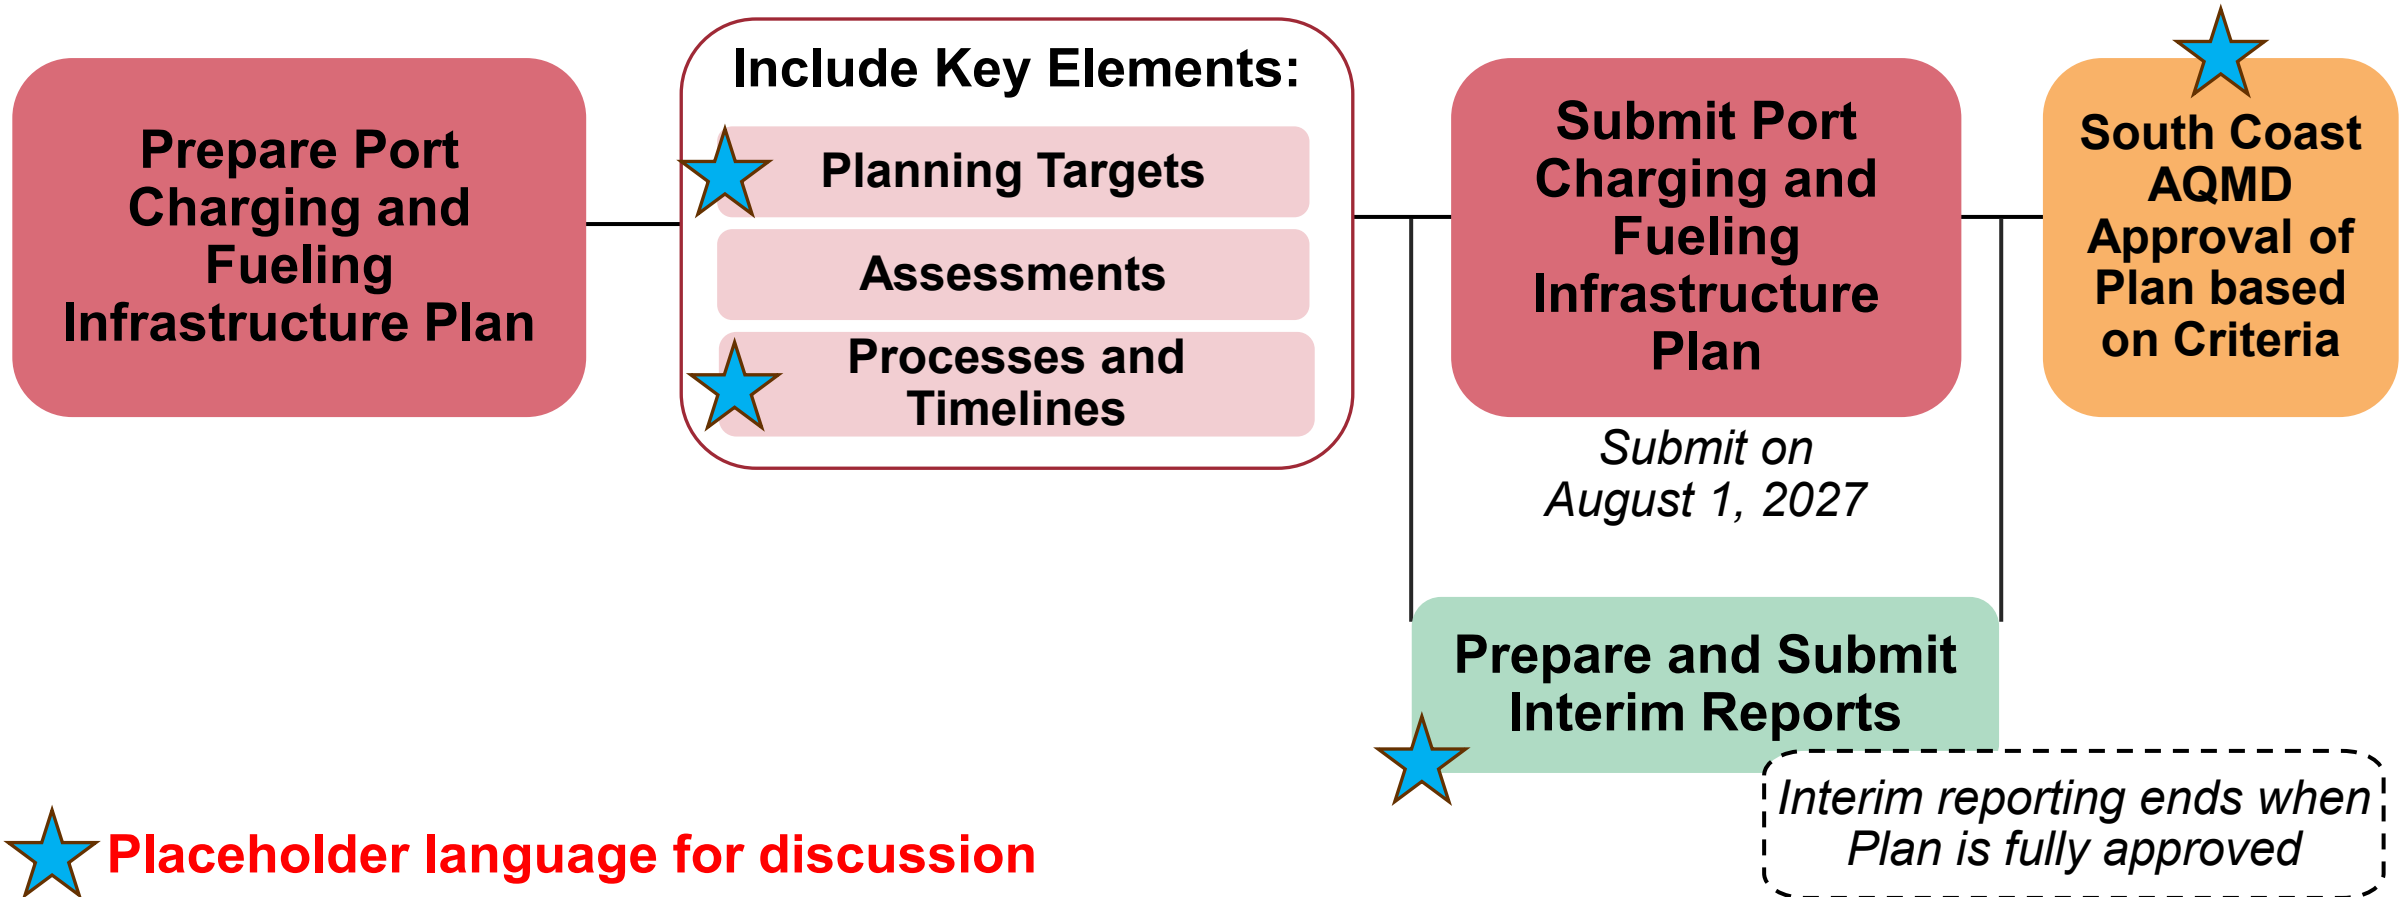 Prepare Port
Charging and
Fueling
Infrastructure Plan
Include Key Elements:
Planning Targets
Assessments
Processes and
Timelines
Submit Port
Charging and
Fueling
Infrastructure
Plan
Submit on
August 1, 2027
South Coast
AQMD
Approval of
Plan based
on Criteria
Prepare and Submit
Interim Reports
Interim reporting ends when
Plan is fully approved
Placeholder language for discussion